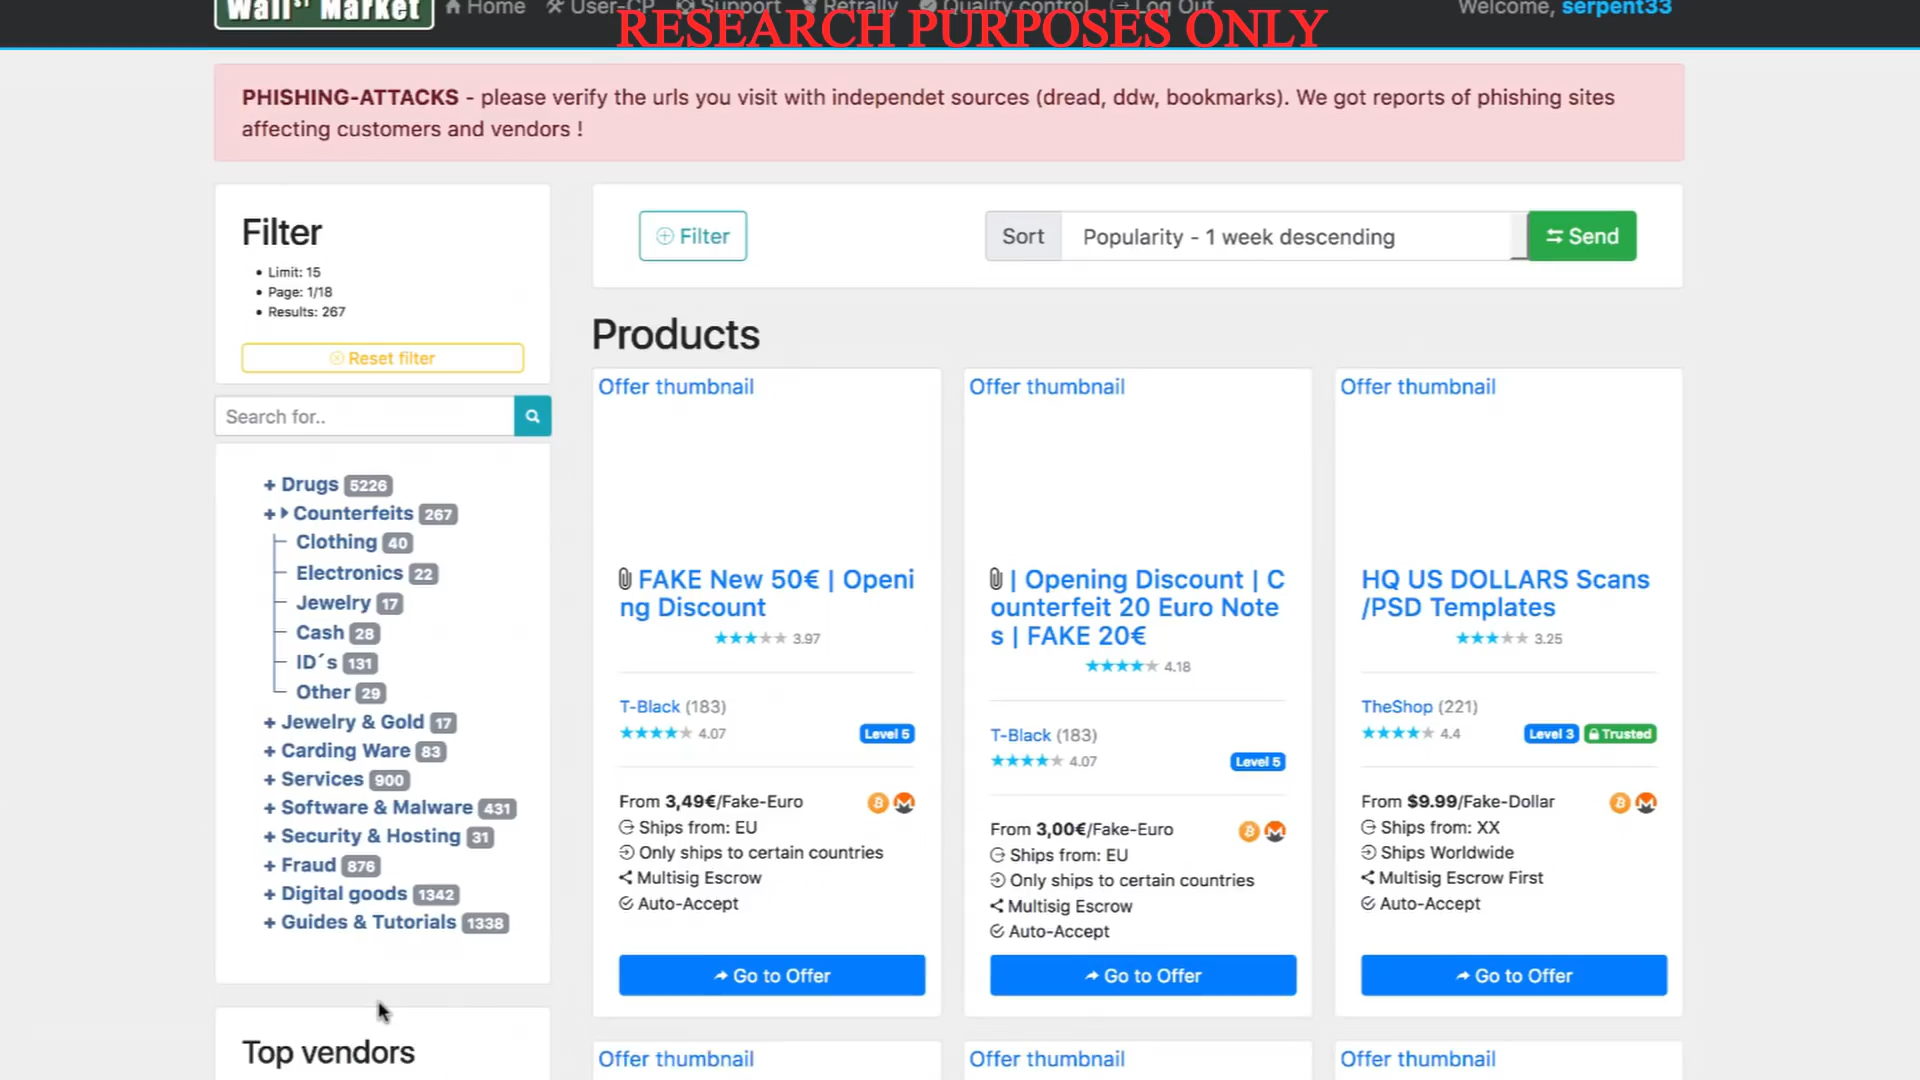 Wall St Market
Home
User-CP
Support
Retrally
Quality control
Log Out
Welcome, serpent33
RESEARCH PURPOSES ONLY
PHISHING-ATTACKS - please verify the urls you visit with independet sources (dread, ddw, bookmarks). We got reports of phishing sites
affecting customers and vendors !
Filter
Limit: 15
Page: 1/18
Results: 267
Reset filter
Search for..
+ Drugs 5226
+ Counterfeits 267
Clothing 40
Electronics 22
Jewelry 17
Cash 28
ID´s 131
Other 29
+ Jewelry & Gold 17
+ Carding Ware 83
+ Services 900
+ Software & Malware 431
+ Security & Hosting 31
+ Fraud 876
+ Digital goods 1342
+ Guides & Tutorials 1338
Top vendors
Filter
Sort
Popularity - 1 week descending
Send
Products
Offer thumbnail
FAKE New 50€ | Openi
ng Discount
3.97
T-Black (183)
4.07
Level 5
From 3,49€/Fake-Euro
Ships from: EU
Only ships to certain countries
Multisig Escrow
Auto-Accept
Go to Offer
Offer thumbnail
| Opening Discount | C
ounterfeit 20 Euro Note
s | FAKE 20€
4.18
T-Black (183)
4.07
Level 5
From 3,00€/Fake-Euro
Ships from: EU
Only ships to certain countries
Multisig Escrow
Auto-Accept
Go to Offer
Offer thumbnail
HQ US DOLLARS Scans
/PSD Templates
3.25
TheShop (221)
4.4
Level 3
Trusted
From $9.99/Fake-Dollar
Ships from: XX
Ships Worldwide
Multisig Escrow First
Auto-Accept
Go to Offer
Offer thumbnail
Offer thumbnail
Offer thumbnail